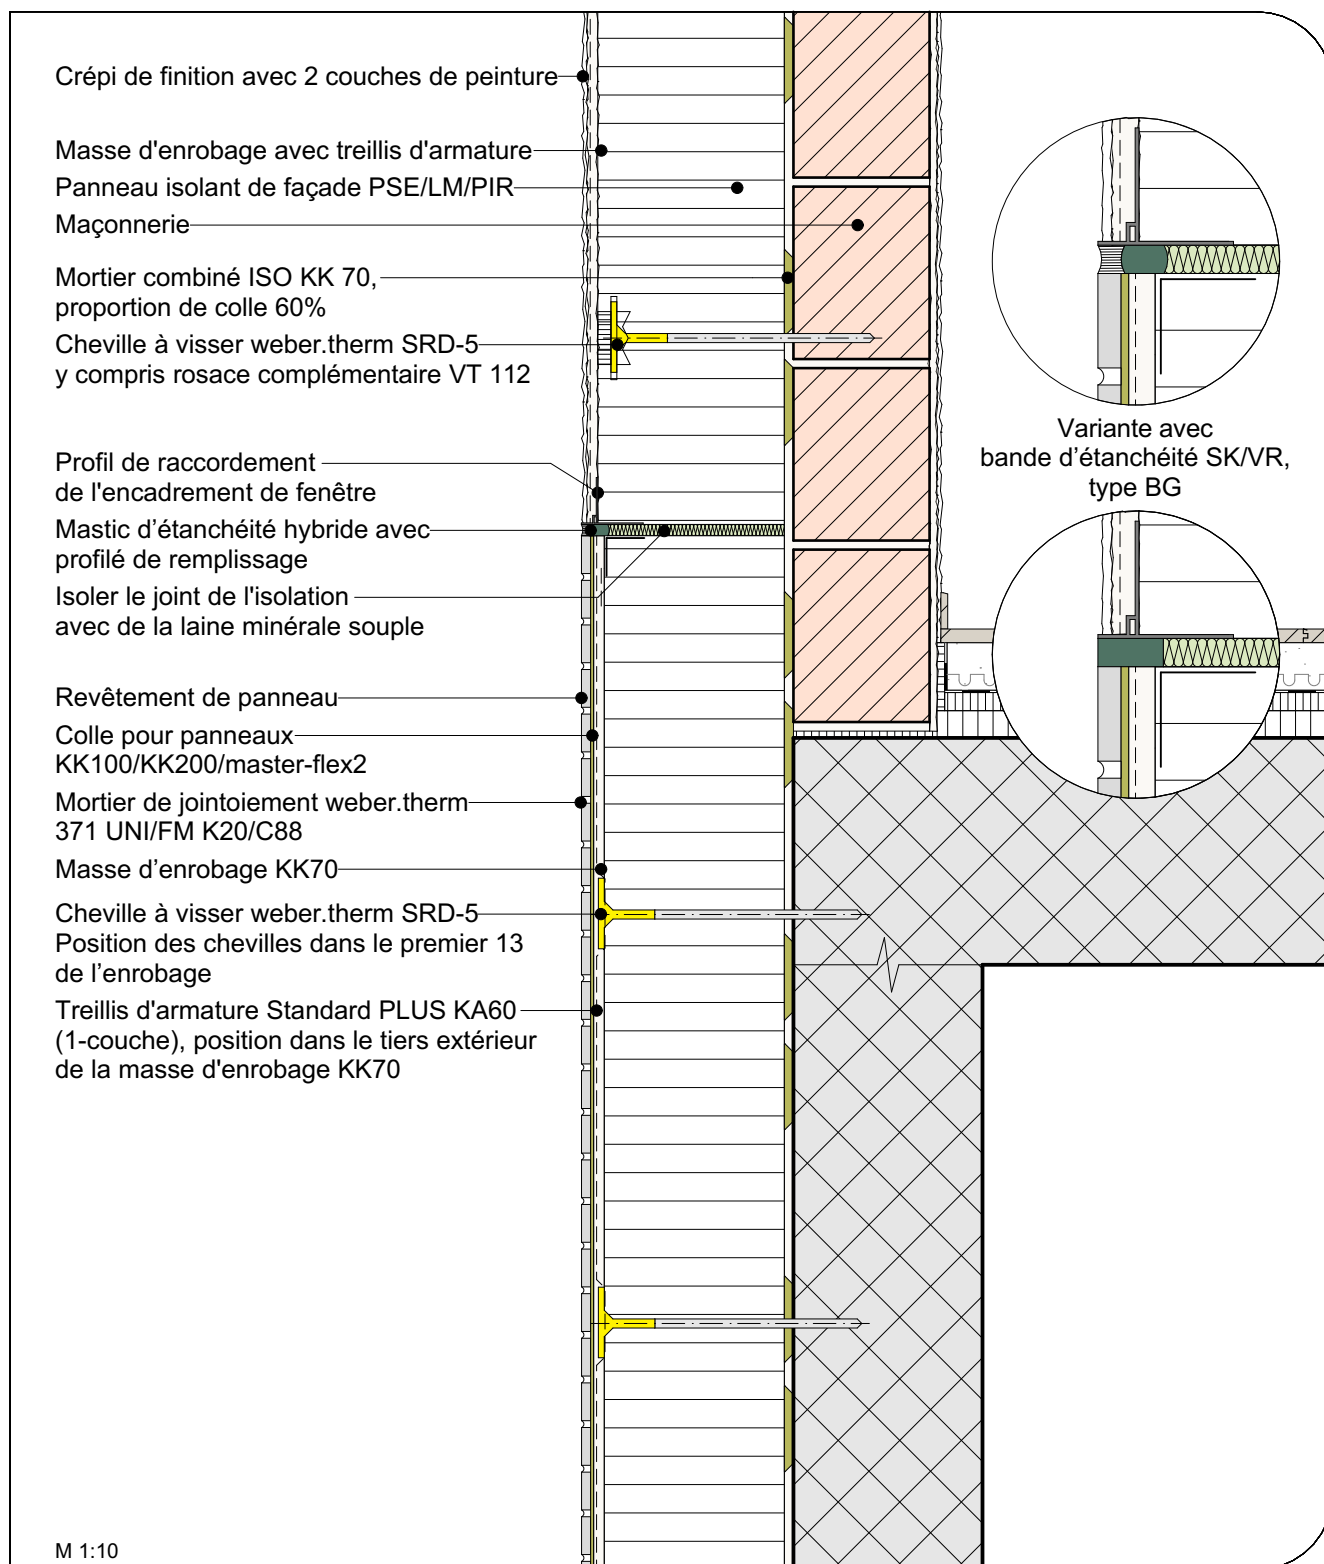 Crépi de finition avec 2 couches de peinture
Masse d'enrobage avec treillis d'armature
Panneau isolant de façade PSE/LM/PIR
Maçonnerie
Mortier combiné ISO KK 70,
proportion de colle 60%
Cheville à visser weber.therm SRD-5
y compris rosace complémentaire VT 112
Profil de raccordement
de l'encadrement de fenêtre
Mastic d’étanchéité hybride avec
profilé de remplissage
Isoler le joint de l'isolation
avec de la laine minérale souple
Revêtement de panneau
Colle pour panneaux
KK100/KK200/master-flex2
Mortier de jointoiement weber.therm
371 UNI/FM K20/C88
Masse d’enrobage KK70
Cheville à visser weber.therm SRD-5
Position des chevilles dans le premier 13
de l’enrobage
Treillis d'armature Standard PLUS KA60
(1-couche), position dans le tiers extérieur
de la masse d'enrobage KK70
Variante avec
bande d’étanchéité SK/VR,
type BG
M 1:10